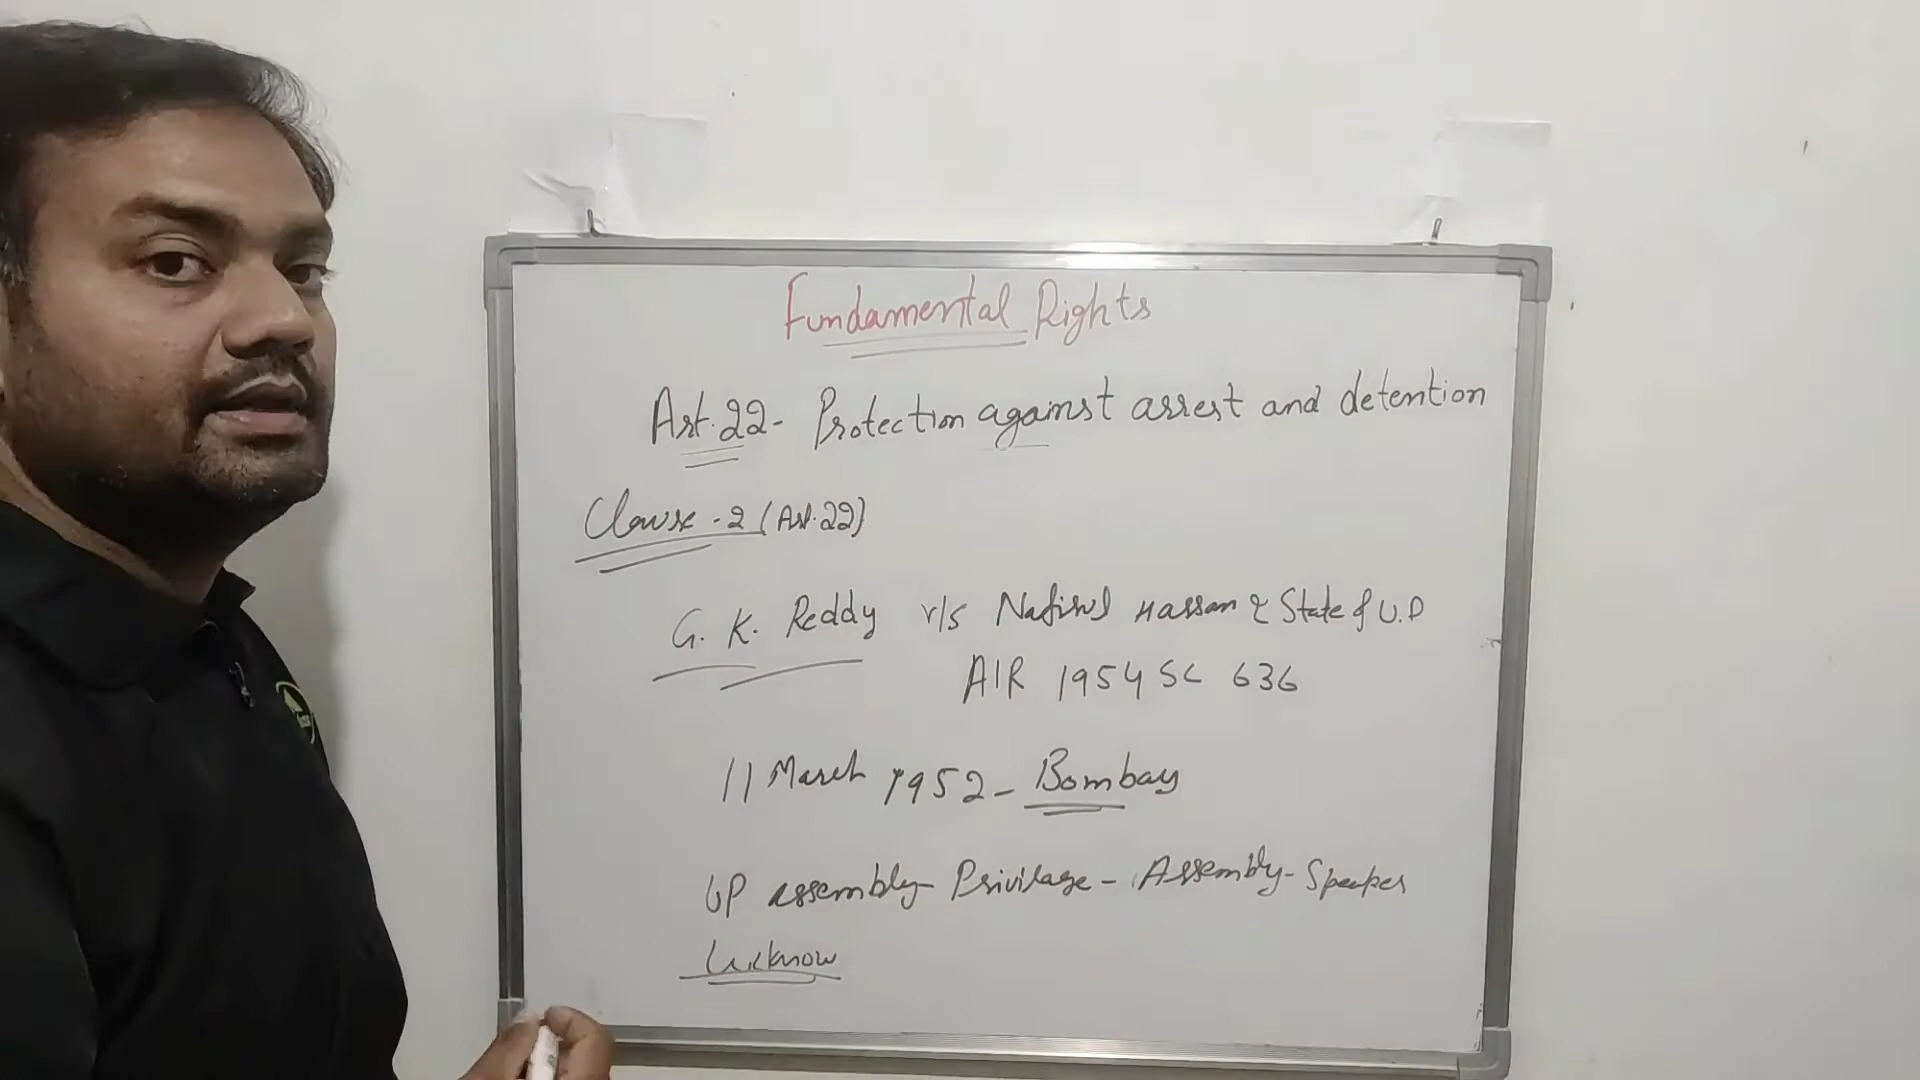 Fundamental Rights
Art. 22 - Protection against arrest and detention
Clause - 2 (Art. 22)
G. K. Reddy v/s Nafisul Hassan & State of U.P
AIR 1954 SC 636
11 March 1952 - Bombay
UP assembly - Privilage - Assembly - Speaker
Lucknow